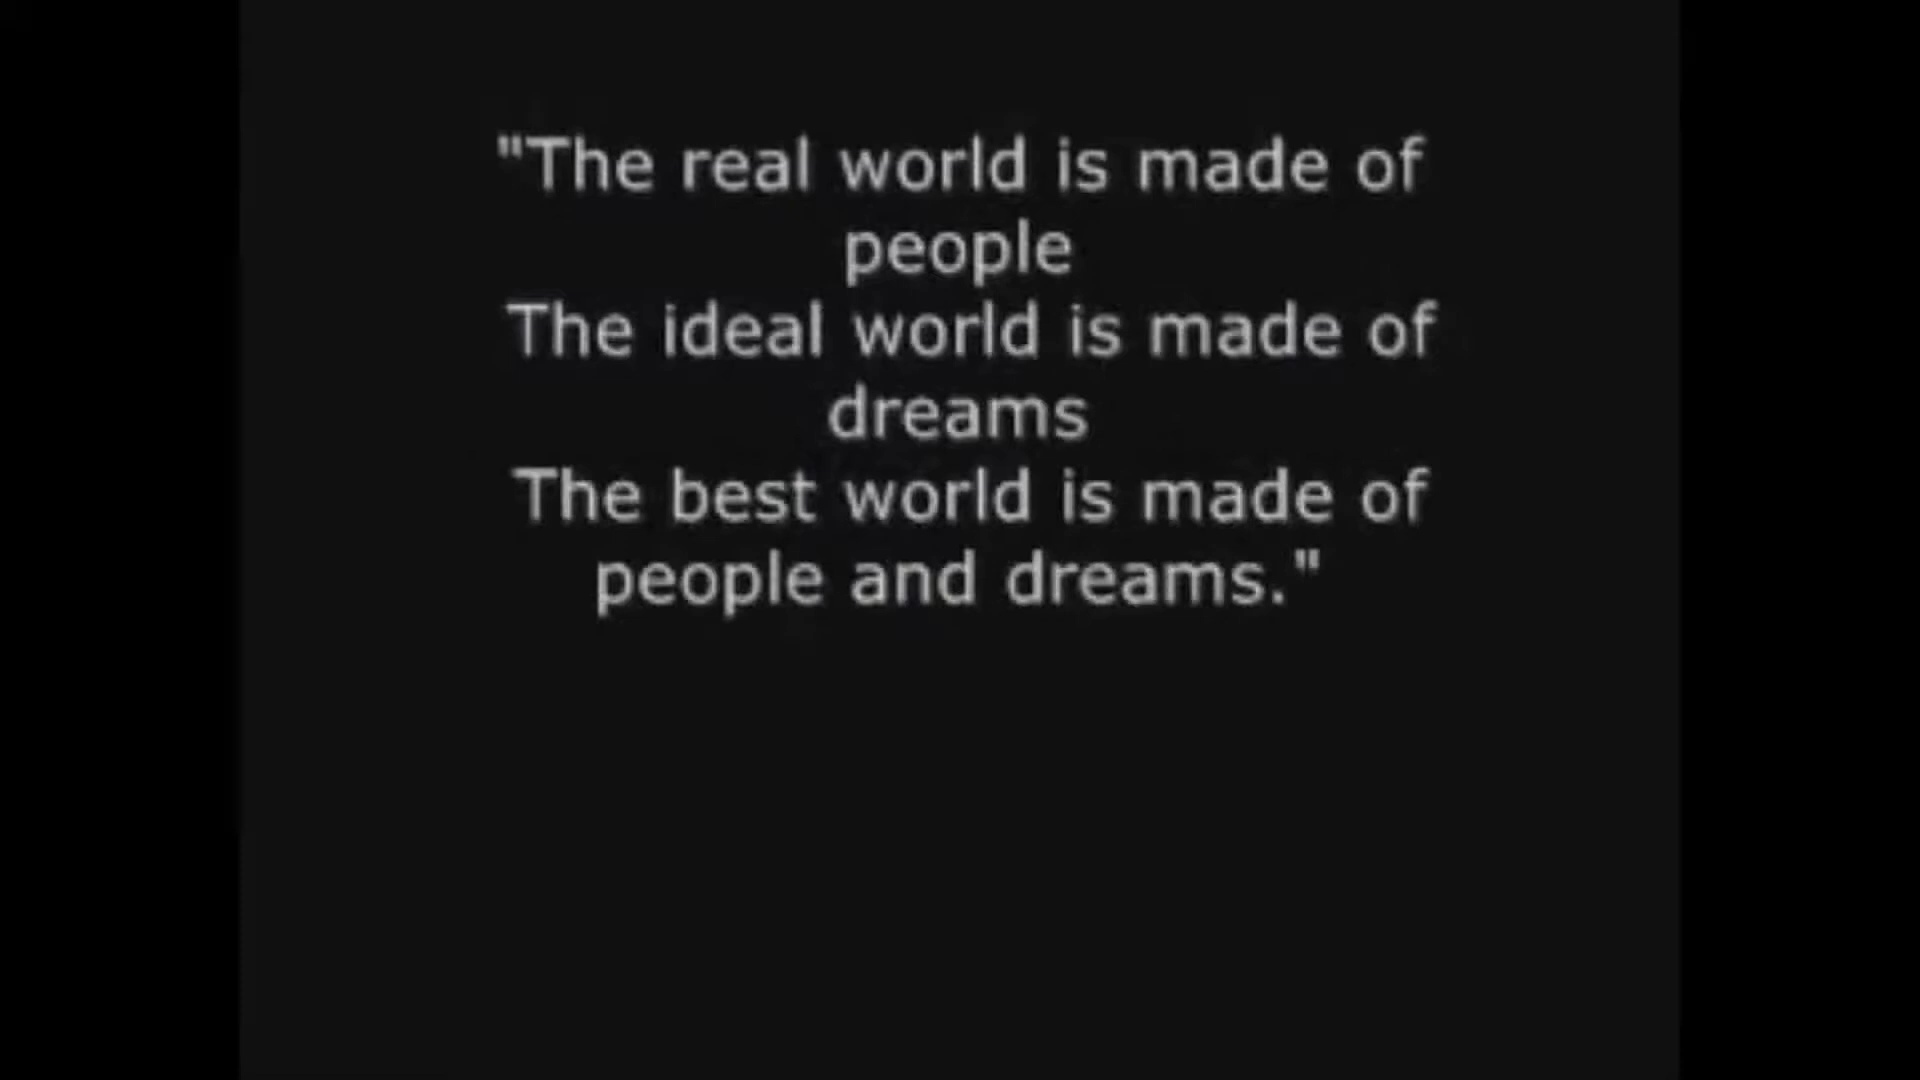 "The real world is made of
people
The ideal world is made of
dreams
The best world is made of
people and dreams."